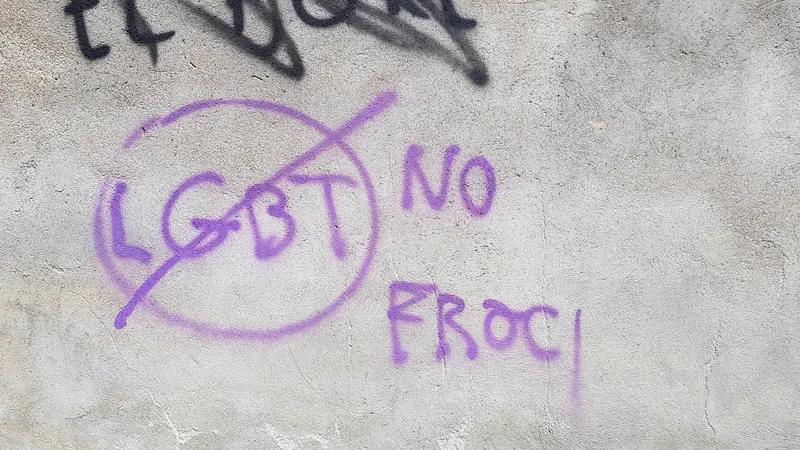 LGBT NO
FROCI